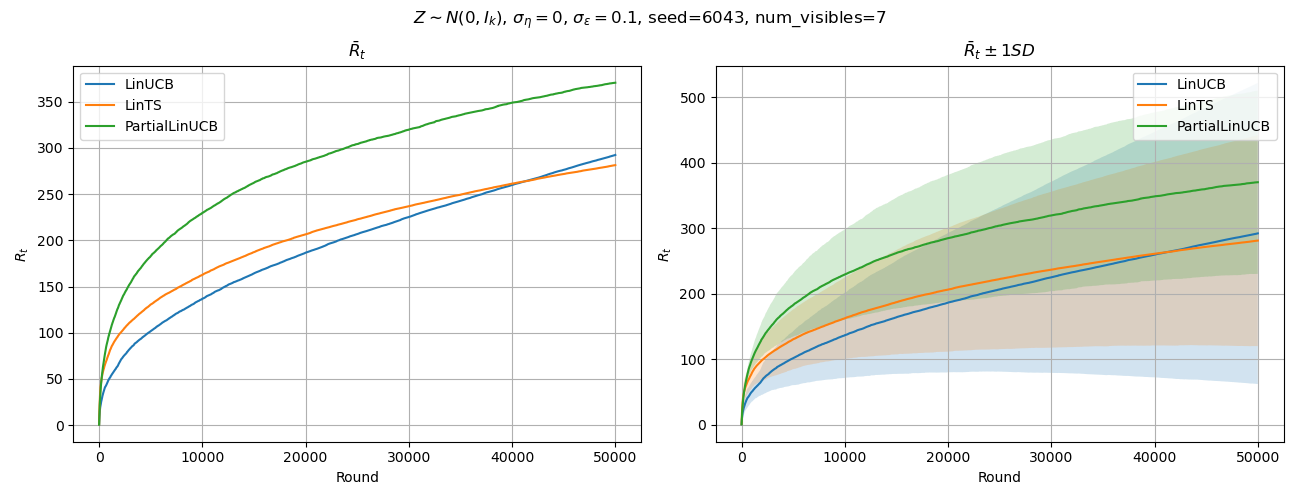 Z ∼ N(0, I_k), σ_η = 0, σ_ε = 0.1, seed=6043, num_visibles=7
R̄_t
LinUCB
LinTS
PartialLinUCB
350
300
250
200
150
100
50
0
R_t
0 10000 20000 30000 40000 50000
Round
R̄_t ± 1SD
LinUCB
LinTS
PartialLinUCB
500
400
300
200
100
0
R_t
0 10000 20000 30000 40000 50000
Round